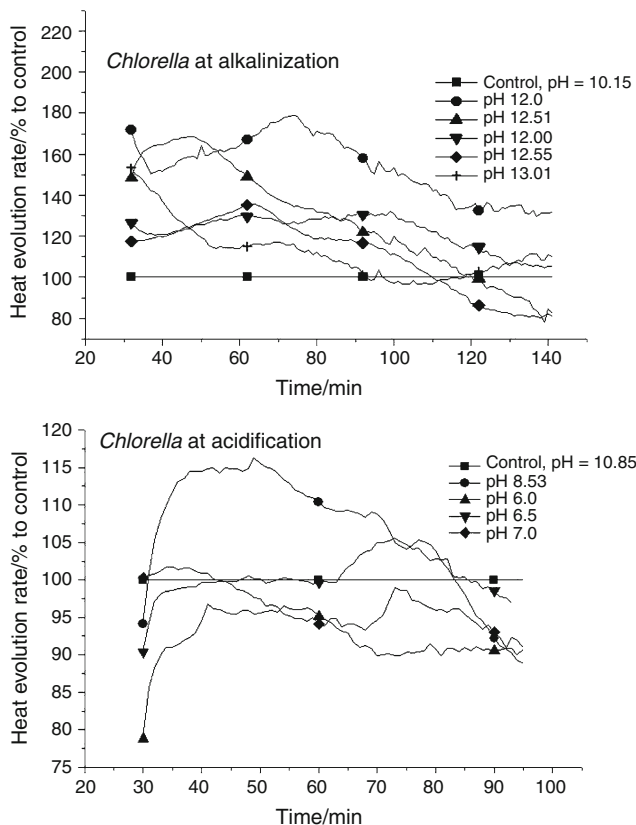 Chlorella at alkalinization
Control, pH = 10.15
pH 12.0
pH 12.51
pH 12.00
pH 12.55
pH 13.01
Heat evolution rate/% to control
220
200
180
160
140
120
100
80
20 40 60 80 100 120 140
Time/min
Chlorella at acidification
Control, pH = 10.85
pH 8.53
pH 6.0
pH 6.5
pH 7.0
Heat evolution rate/% to control
120
115
110
105
100
95
90
85
80
75
20 30 40 50 60 70 80 90 100
Time/min